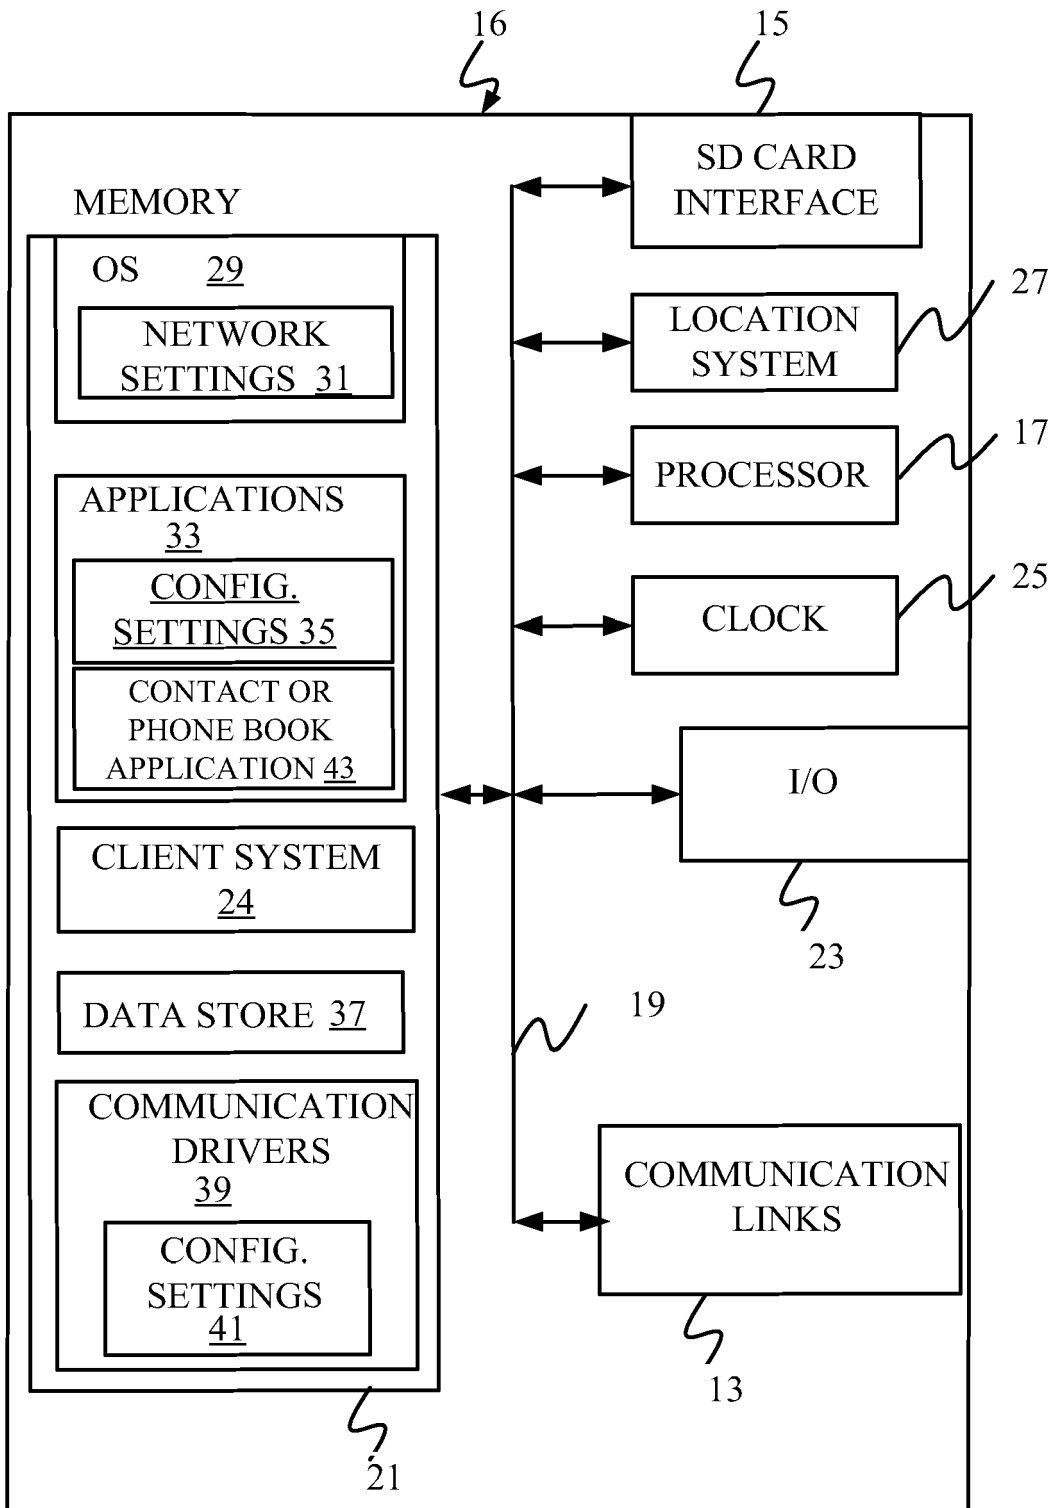 16
15
SD CARD
INTERFACE
MEMORY
OS 29
NETWORK
SETTINGS 31
27
LOCATION
SYSTEM
17
PROCESSOR
APPLICATIONS
33
CONFIG.
SETTINGS 35
25
CLOCK
CONTACT OR
PHONE BOOK
APPLICATION 43
I/O
CLIENT SYSTEM
24
23
DATA STORE 37
19
COMMUNICATION
DRIVERS
39
CONFIG.
SETTINGS
41
COMMUNICATION
LINKS
13
21